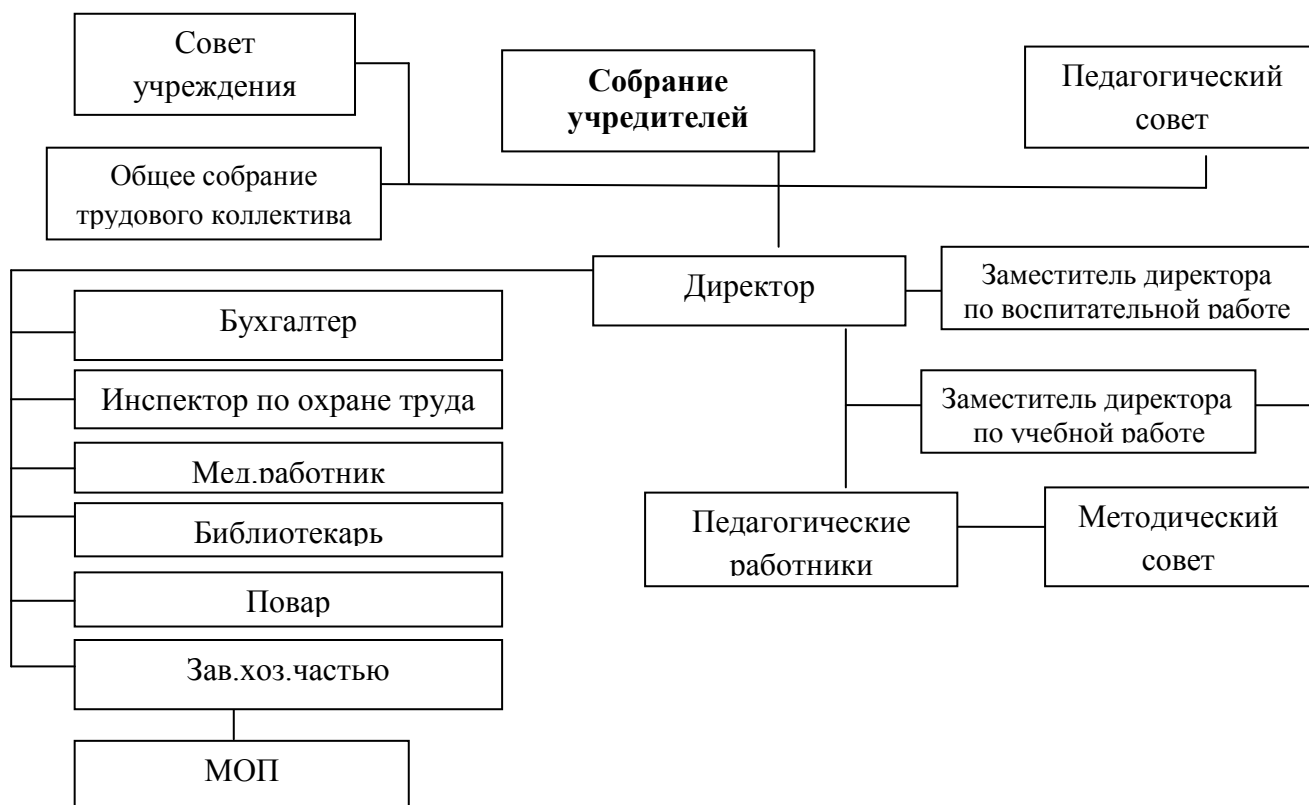 Совет
учреждения
Собрание
учредителей
Педагогический
совет
Общее собрание
трудового коллектива
Директор
Заместитель директора
по воспитательной работе
Бухгалтер
Инспектор по охране труда
Заместитель директора
по учебной работе
Мед.работник
Библиотекарь
Педагогические
работники
Методический
совет
Повар
Зав.хоз.частью
МОП